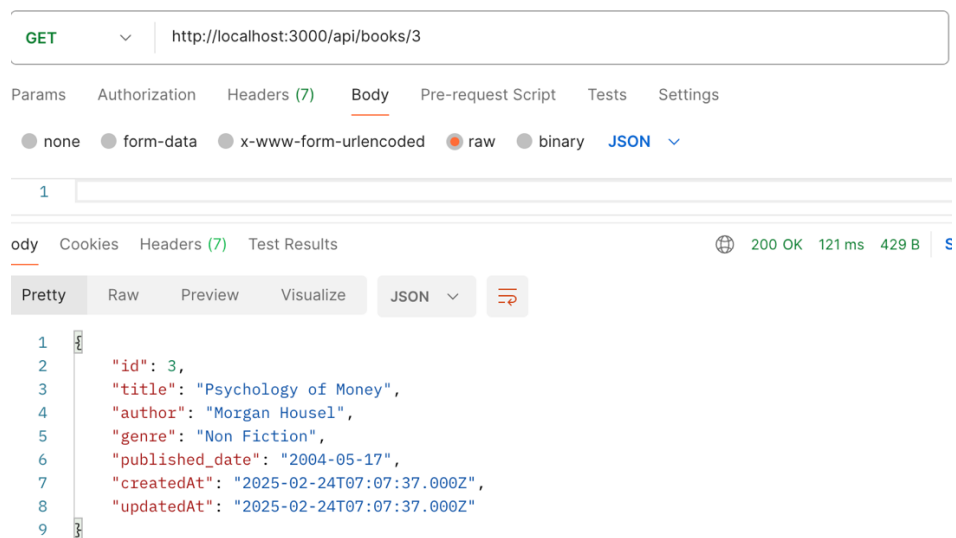 GET http://localhost:3000/api/books/3
Params Authorization Headers (7) Body Pre-request Script Tests Settings
none form-data x-www-form-urlencoded raw binary JSON
1
ody Cookies Headers (7) Test Results 200 OK 121 ms 429 B S
Pretty Raw Preview Visualize JSON
1 {
2 "id": 3,
3 "title": "Psychology of Money",
4 "author": "Morgan Housel",
5 "genre": "Non Fiction",
6 "published_date": "2004-05-17",
7 "createdAt": "2025-02-24T07:07:37.000Z",
8 "updatedAt": "2025-02-24T07:07:37.000Z"
9 }